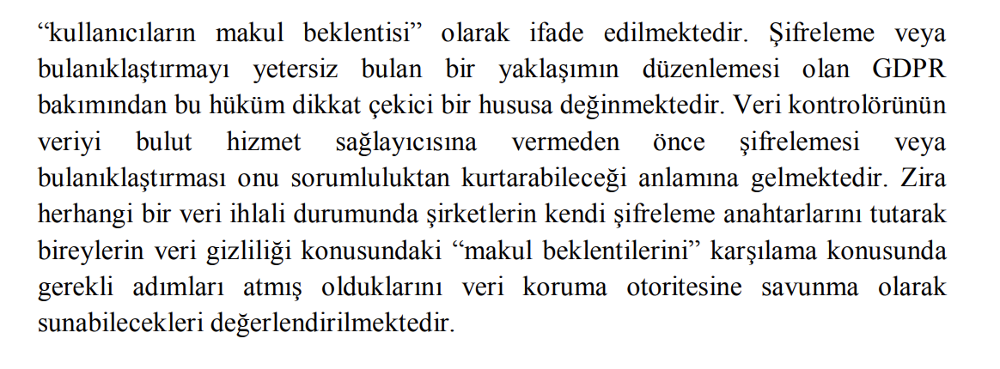 “kullanıcıların makul beklentisi” olarak ifade edilmektedir. Şifreleme veya
bulanıklaştırmayı yetersiz bulan bir yaklaşımın düzenlemesi olan GDPR
bakımından bu hüküm dikkat çekici bir hususa değinmektedir. Veri kontrolörünün
veriyi bulut hizmet sağlayıcısına vermeden önce şifrelemesi veya
bulanıklaştırması onu sorumluluktan kurtarabileceği anlamına gelmektedir. Zira
herhangi bir veri ihlali durumunda şirketlerin kendi şifreleme anahtarlarını tutarak
bireylerin veri gizliliği konusundaki “makul beklentilerini” karşılama konusunda
gerekli adımları atmış olduklarını veri koruma otoritesine savunma olarak
sunabilecekleri değerlendirilmektedir.